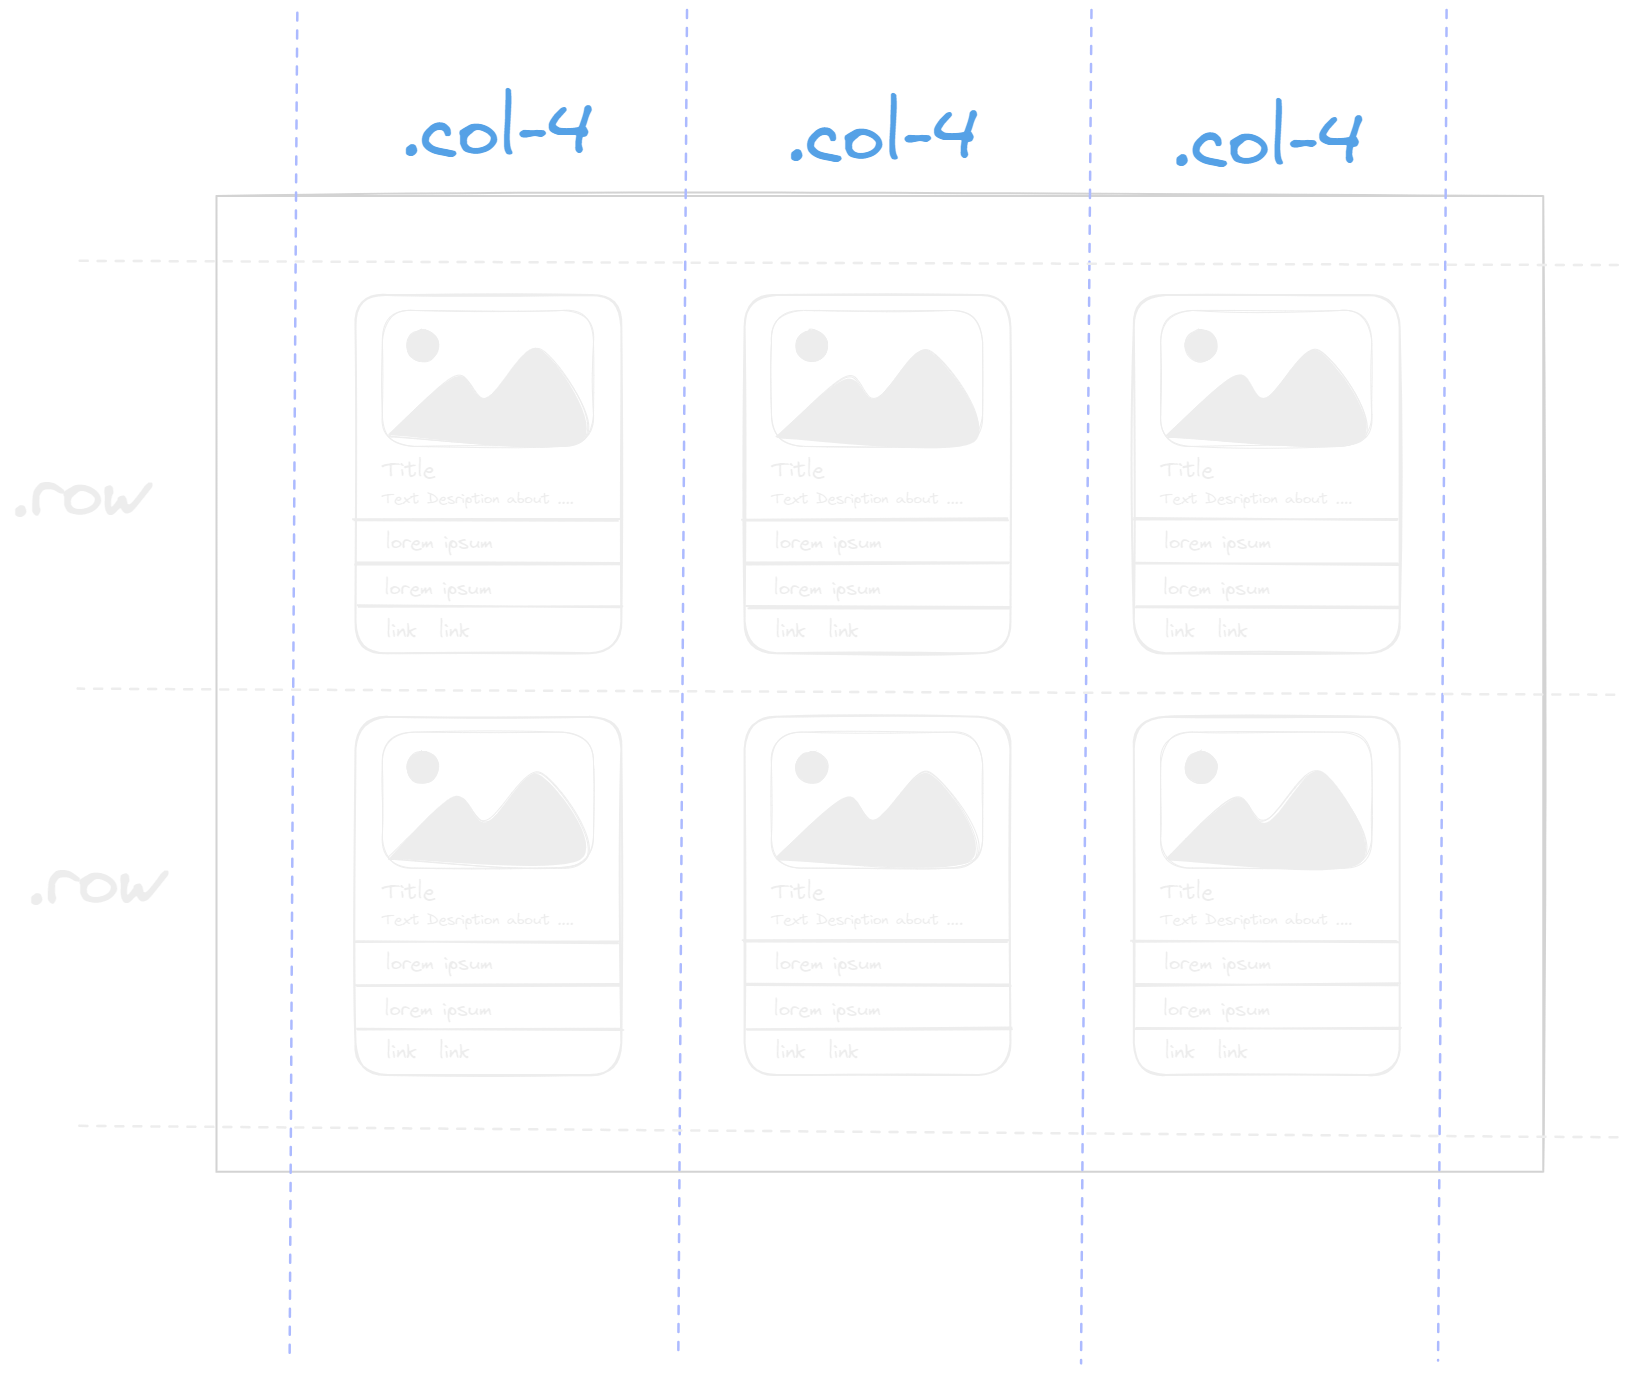 .col-4 .col-4 .col-4
Title Title Title
Text Desription about .... Text Desription about .... Text Desription about ....
.row
lorem ipsum lorem ipsum lorem ipsum
lorem ipsum lorem ipsum lorem ipsum
link link link link link link
.row
Title Title Title
Text Desription about .... Text Desription about .... Text Desription about ....
lorem ipsum lorem ipsum lorem ipsum
lorem ipsum lorem ipsum lorem ipsum
link link link link link link